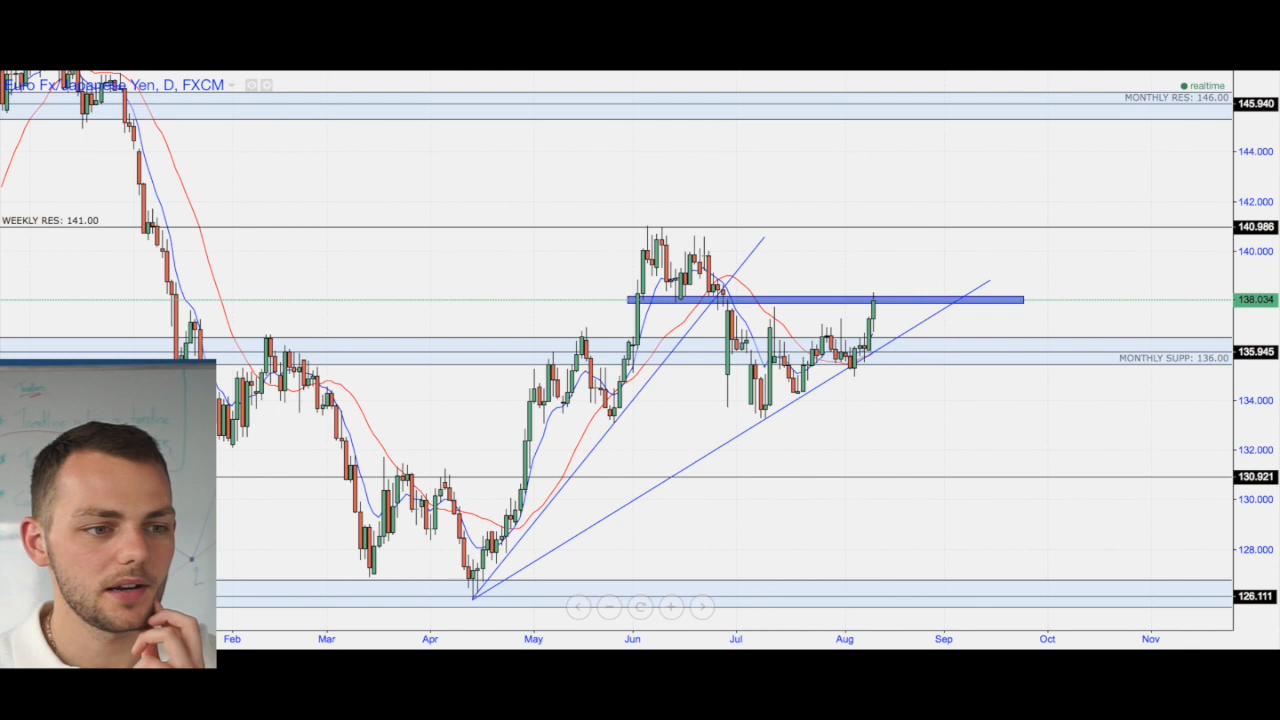 Euro Fx/Japanese Yen, D, FXCM
realtime
MONTHLY RES: 146.00
145.940
144.000
142.000
WEEKLY RES: 141.00
140.986
140.000
138.034
135.945
MONTHLY SUPP: 136.00
134.000
132.000
130.921
130.000
128.000
126.111
Feb
Mar
Apr
May
Jun
Jul
Aug
Sep
Oct
Nov